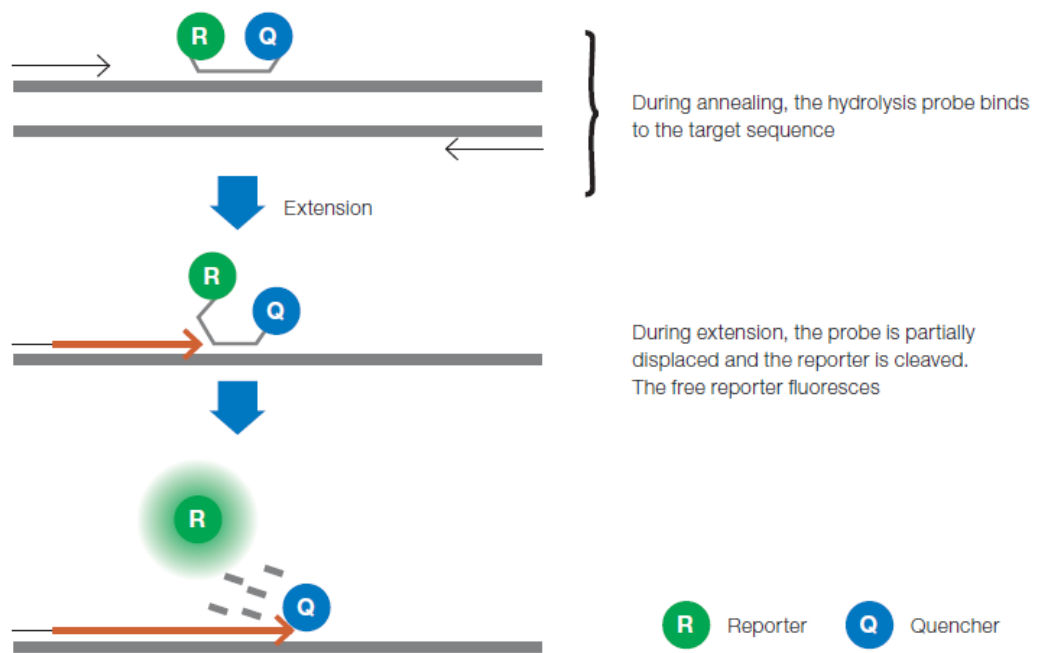 R Q
During annealing, the hydrolysis probe binds
to the target sequence
Extension
R
Q
During extension, the probe is partially
displaced and the reporter is cleaved.
The free reporter fluoresces
R
Q
R Reporter Q Quencher